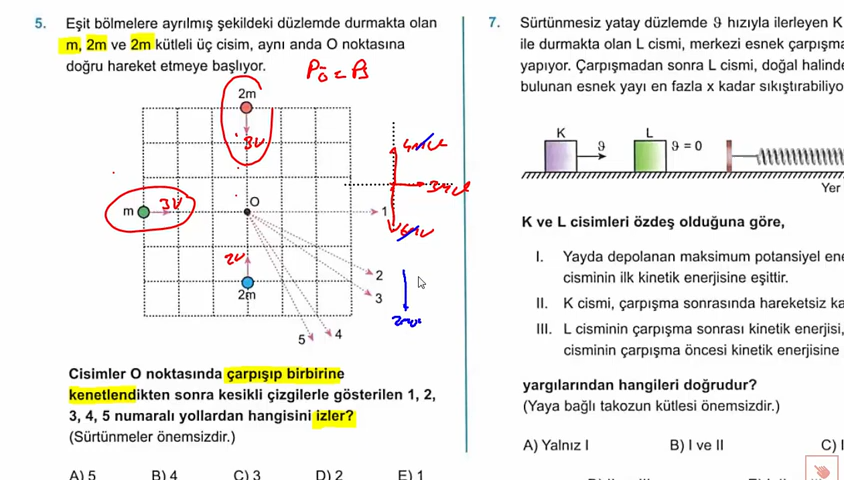 5. Eşit bölmelere ayrılmış şekildeki düzlemde durmakta olan
m, 2m ve 2m kütleli üç cisim, aynı anda O noktasına
doğru hareket etmeye başlıyor.
2m
3v
m
3v
O
1
2v
2m
2
3
4
5
4mv
3mv
6mv
2mv
Cisimler O noktasında çarpışıp birbirine
kenetlendikten sonra kesikli çizgilerle gösterilen 1, 2,
3, 4, 5 numaralı yollardan hangisini izler?
(Sürtünmeler önemsizdir.)
A) 5 B) 4 C) 3 D) 2 E) 1
7. Sürtünmesiz yatay düzlemde ϑ hızıyla ilerleyen K
ile durmakta olan L cismi, merkezi esnek çarpışma
yapıyor. Çarpışmadan sonra L cismi, doğal halinde
bulunan esnek yayı en fazla x kadar sıkıştırabiliyo
K
ϑ
L
ϑ = 0
Yer
K ve L cisimleri özdeş olduğuna göre,
I. Yayda depolanan maksimum potansiyel ene
cisminin ilk kinetik enerjisine eşittir.
II. K cismi, çarpışma sonrasında hareketsiz ka
III. L cisminin çarpışma sonrası kinetik enerjisi,
cisminin çarpışma öncesi kinetik enerjisine
yargılarından hangileri doğrudur?
(Yaya bağlı takozun kütlesi önemsizdir.)
A) Yalnız I B) I ve II C) I